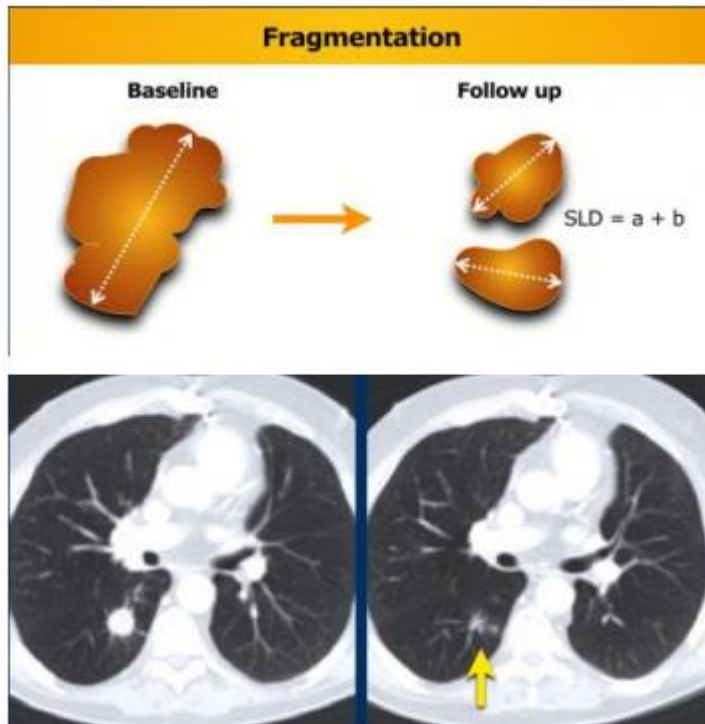 Fragmentation
Baseline
Follow up
SLD = a + b